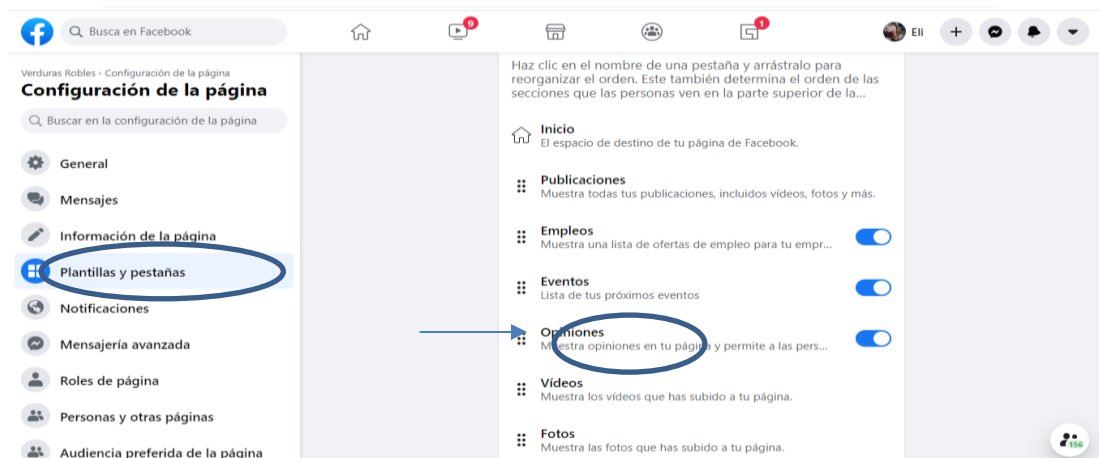 Busca en Facebook
9
1
Eli
Verduras Robles › Configuración de la página
Configuración de la página
Buscar en la configuración de la página
General
Mensajes
Información de la página
Plantillas y pestañas
Notificaciones
Mensajería avanzada
Roles de página
Personas y otras páginas
Audiencia preferida de la página
Haz clic en el nombre de una pestaña y arrástralo para
reorganizar el orden. Este también determina el orden de las
secciones que las personas ven en la parte superior de la...
Inicio
El espacio de destino de tu página de Facebook.
Publicaciones
Muestra todas tus publicaciones, incluidos vídeos, fotos y más.
Empleos
Muestra una lista de ofertas de empleo para tu empr...
Eventos
Lista de tus próximos eventos
Opiniones
Muestra opiniones en tu página y permite a las pers...
Vídeos
Muestra los vídeos que has subido a tu página.
Fotos
Muestra las fotos que has subido a tu página.
156